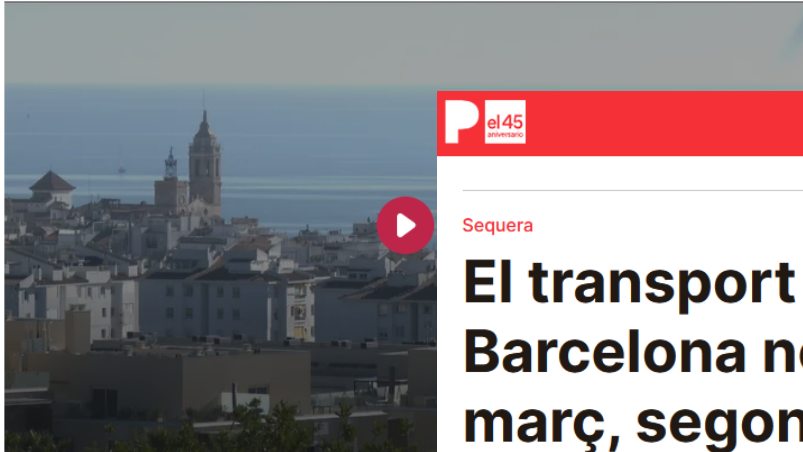 el 45
aniversario
Sequera
El transport
Barcelona n
març, segon